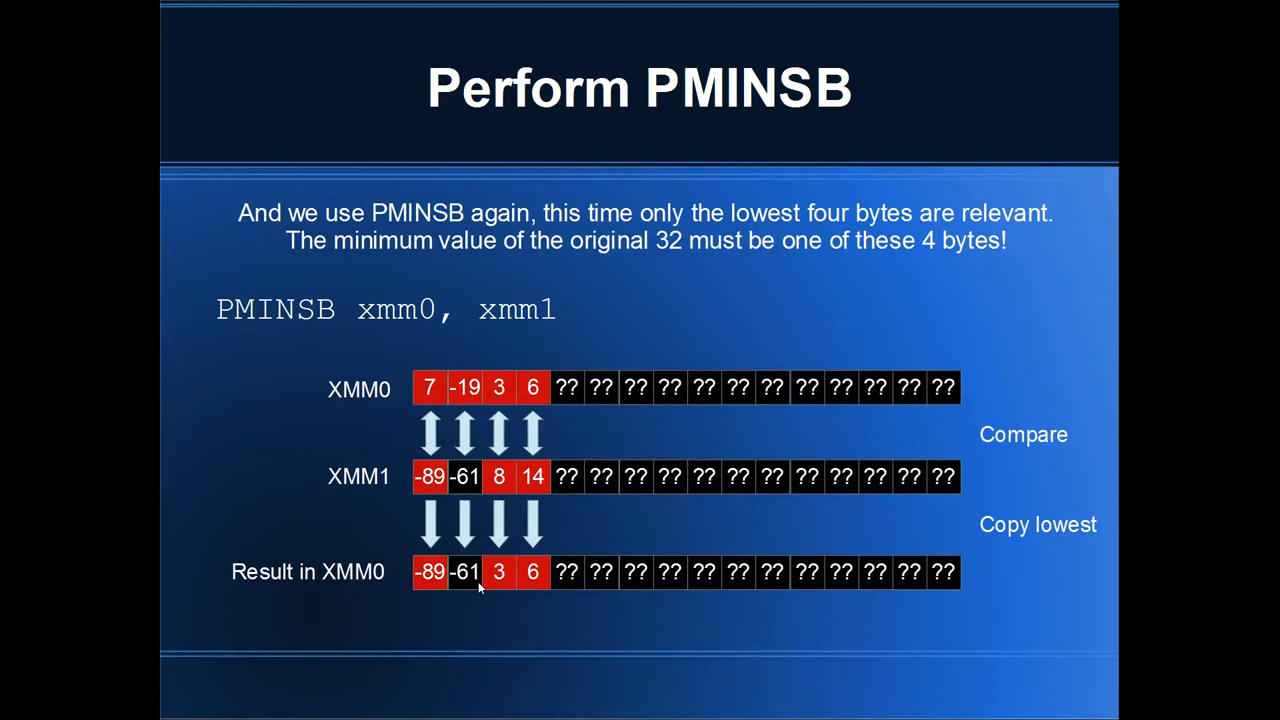 Perform PMINSB
And we use PMINSB again, this time only the lowest four bytes are relevant.
The minimum value of the original 32 must be one of these 4 bytes!
PMINSB xmm0, xmm1
XMM0 7 -19 3 6 ?? ?? ?? ?? ?? ?? ?? ?? ?? ?? ?? ??
Compare
XMM1 -89 -61 8 14 ?? ?? ?? ?? ?? ?? ?? ?? ?? ?? ?? ??
Copy lowest
Result in XMM0 -89 -61 3 6 ?? ?? ?? ?? ?? ?? ?? ?? ?? ?? ?? ??